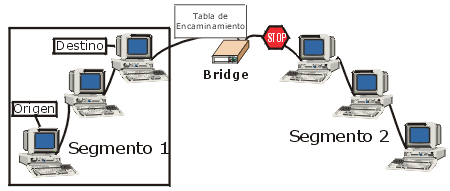 Tabla de
Encaminamiento
Destino
STOP
Bridge
Origen
Segmento 1
Segmento 2